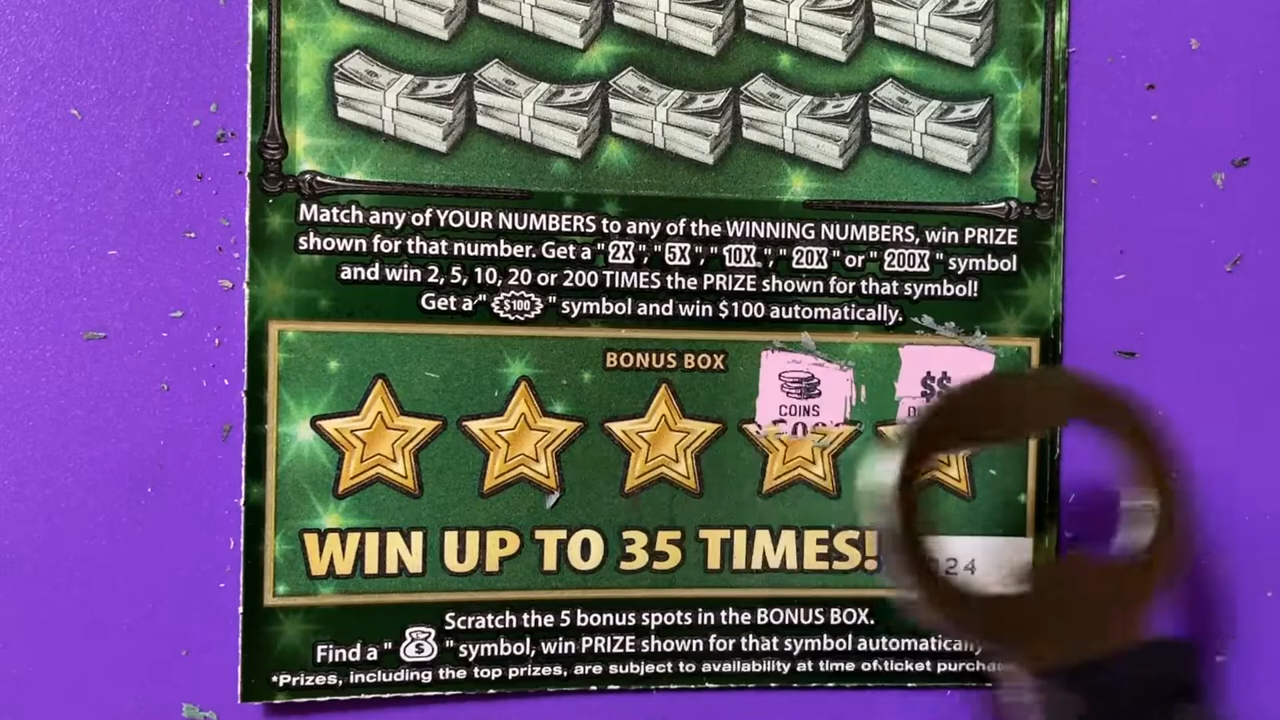 Match any of YOUR NUMBERS to any of the WINNING NUMBERS, win PRIZE
shown for that number. Get a "2X", "5X", "10X", "20X" or "200X" symbol
and win 2, 5, 10, 20 or 200 TIMES the PRIZE shown for that symbol!
Get a "$100" symbol and win $100 automatically.
BONUS BOX
$$
COINS
WIN UP TO 35 TIMES!
24
Scratch the 5 bonus spots in the BONUS BOX.
Find a "$" symbol, win PRIZE shown for that symbol automatically
*Prizes, including the top prizes, are subject to availability at time of ticket